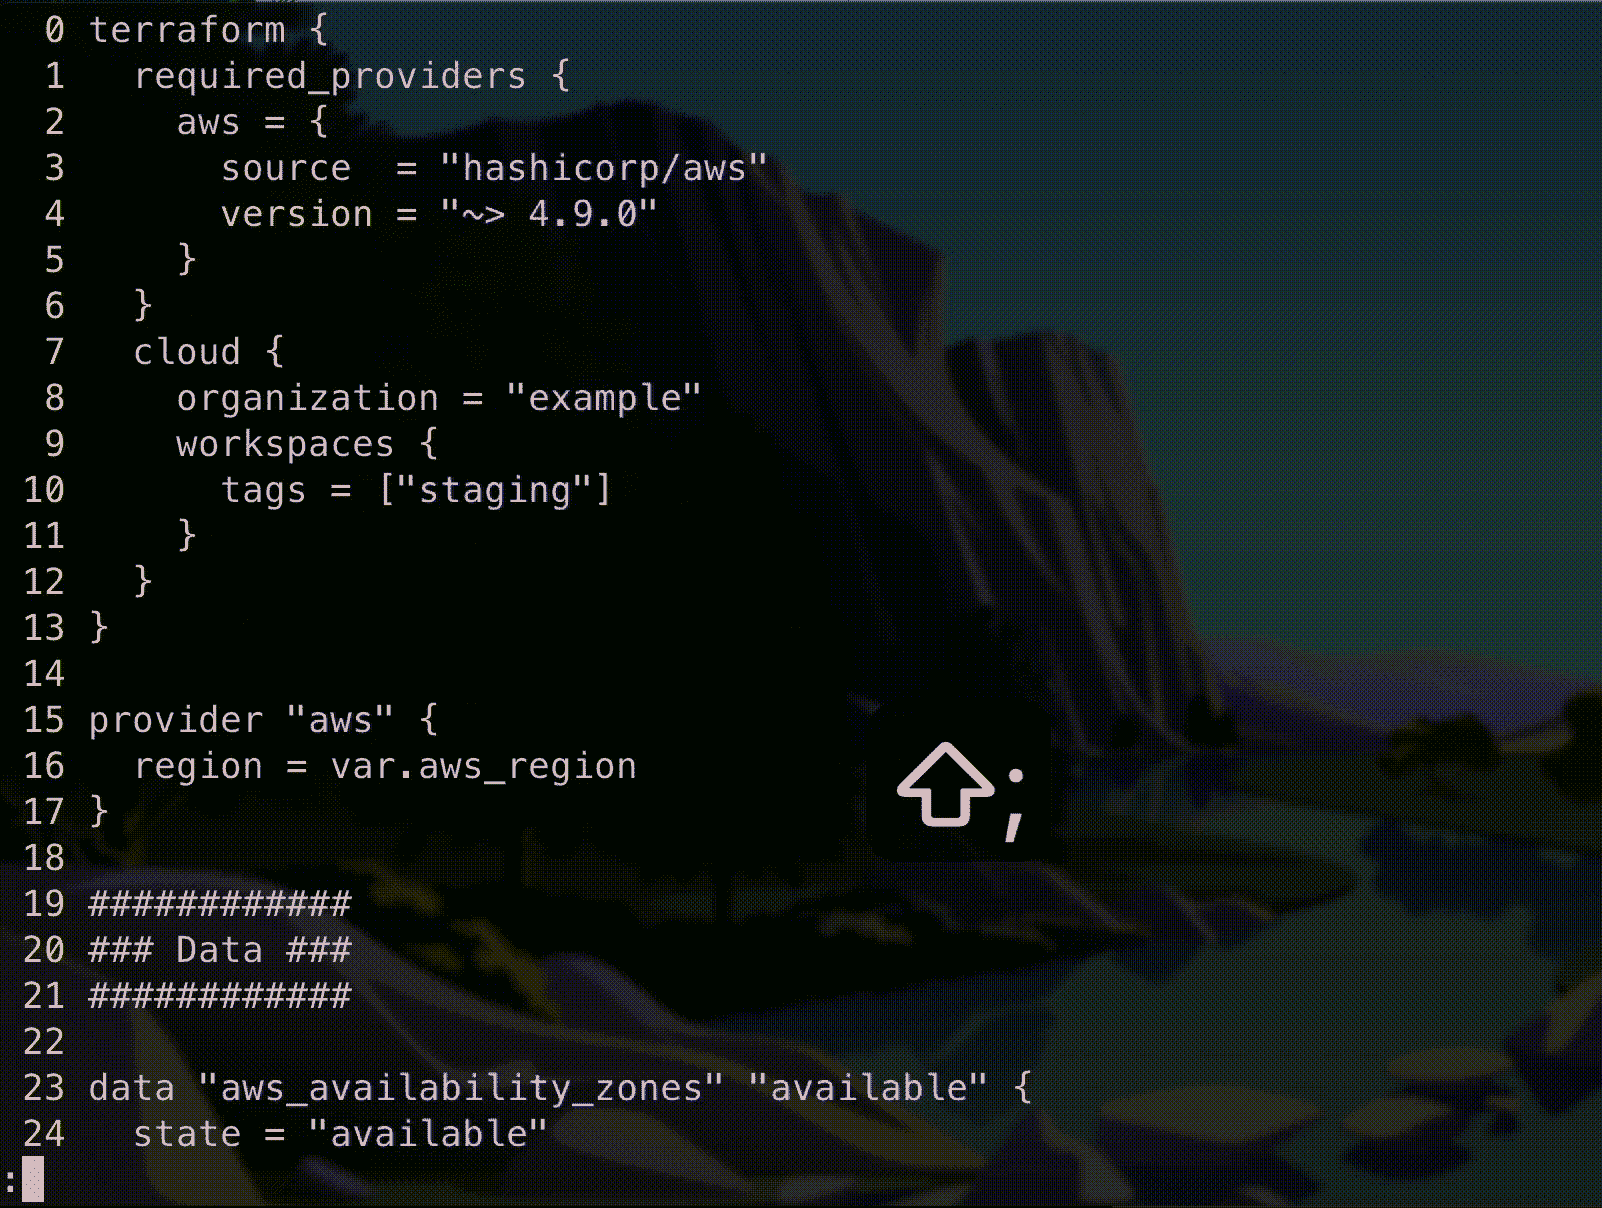 0 terraform {
1   required_providers {
2     aws = {
3       source  = "hashicorp/aws"
4       version = "~> 4.9.0"
5     }
6   }
7   cloud {
8     organization = "example"
9     workspaces {
10       tags = ["staging"]
11     }
12   }
13 }
14
15 provider "aws" {
16   region = var.aws_region
17 }
18
19 ############
20 ### Data ###
21 ############
22
23 data "aws_availability_zones" "available" {
24   state = "available"
:
⇧;